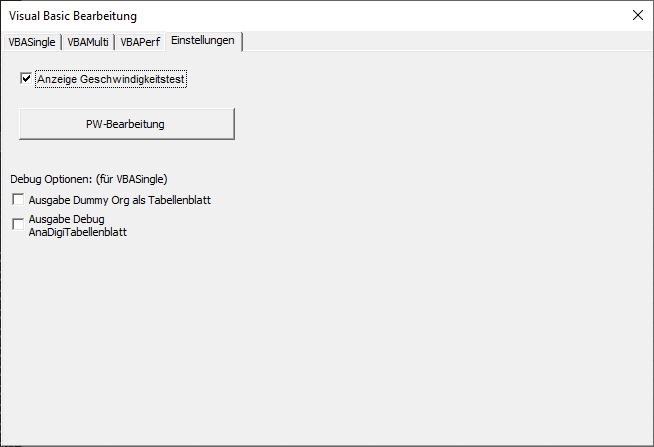 Visual Basic Bearbeitung
VBASingle VBAMulti VBAPerf Einstellungen
Anzeige Geschwindigkeitstest
PW-Bearbeitung
Debug Optionen: (für VBASingle)
Ausgabe Dummy Org als Tabellenblatt
Ausgabe Debug
AnaDigiTabellenblatt